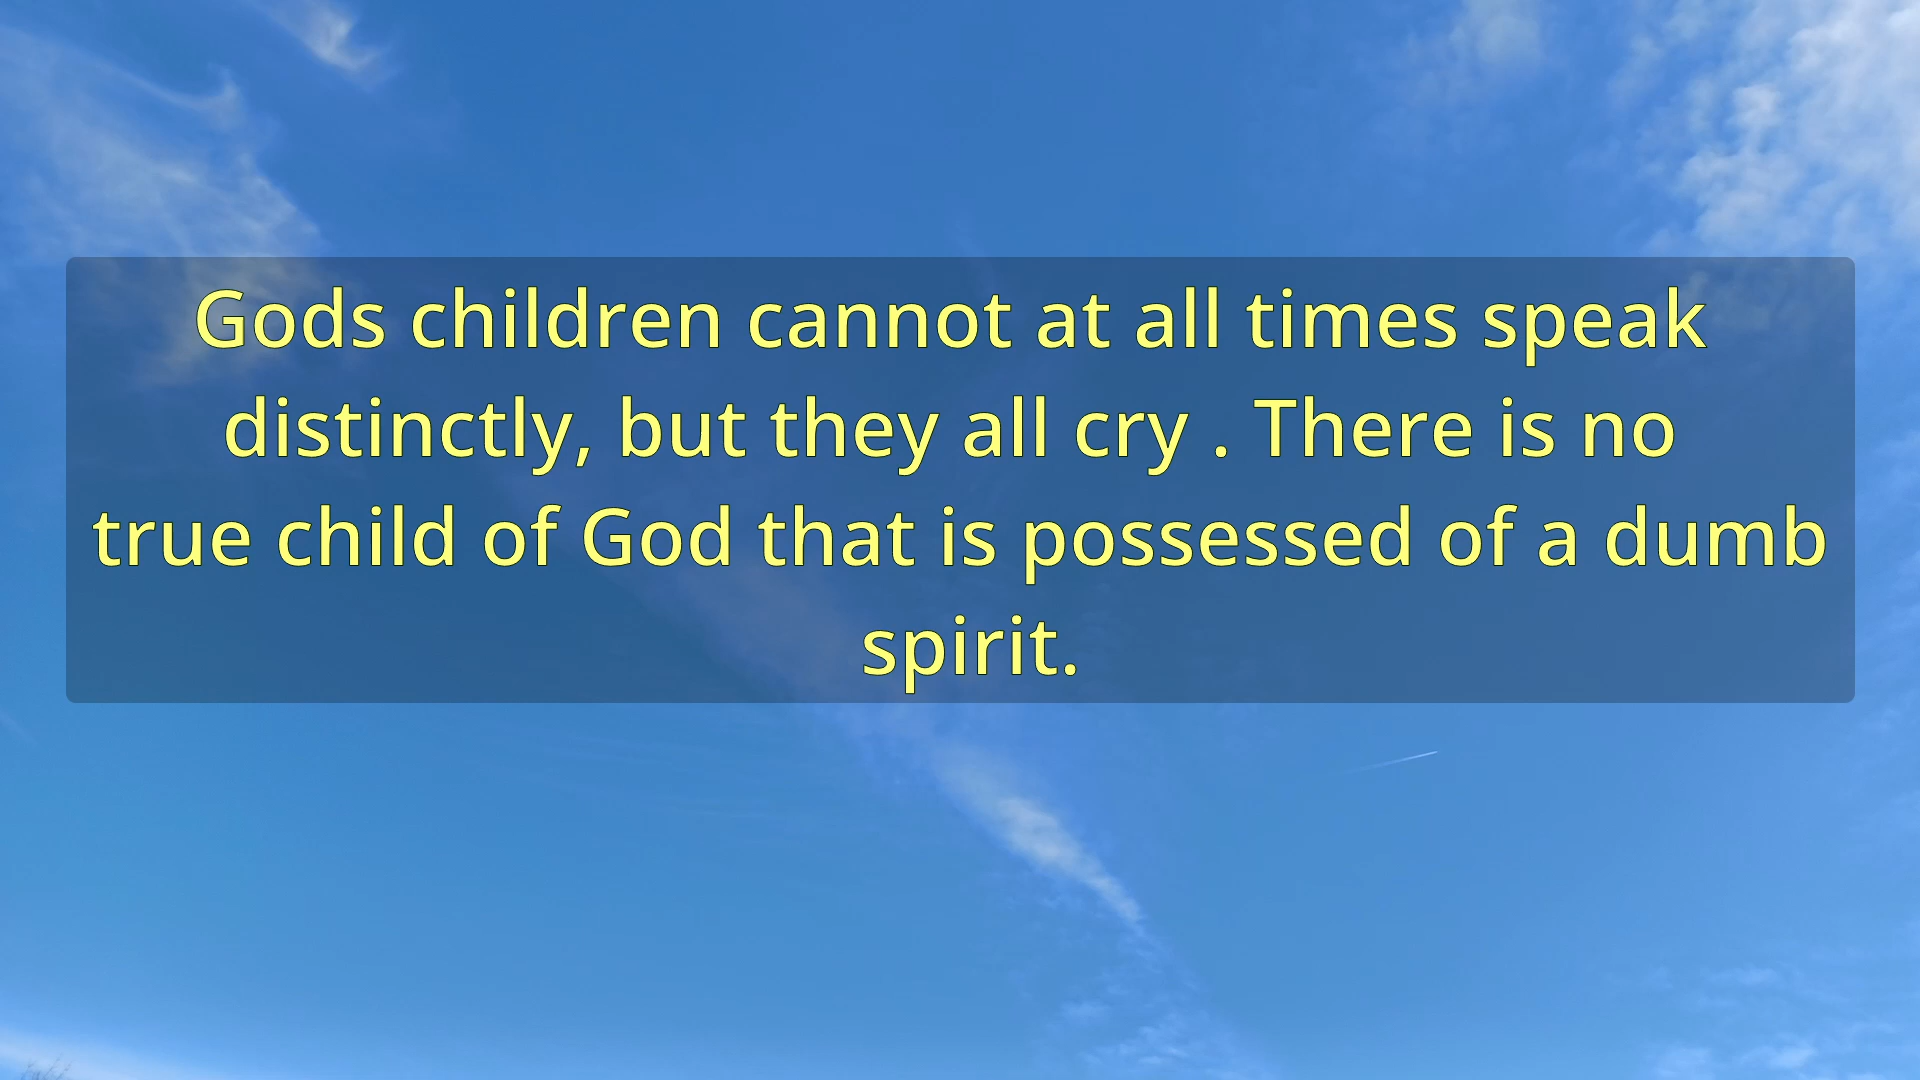 Gods children cannot at all times speak
distinctly, but they all cry . There is no
true child of God that is possessed of a dumb
spirit.